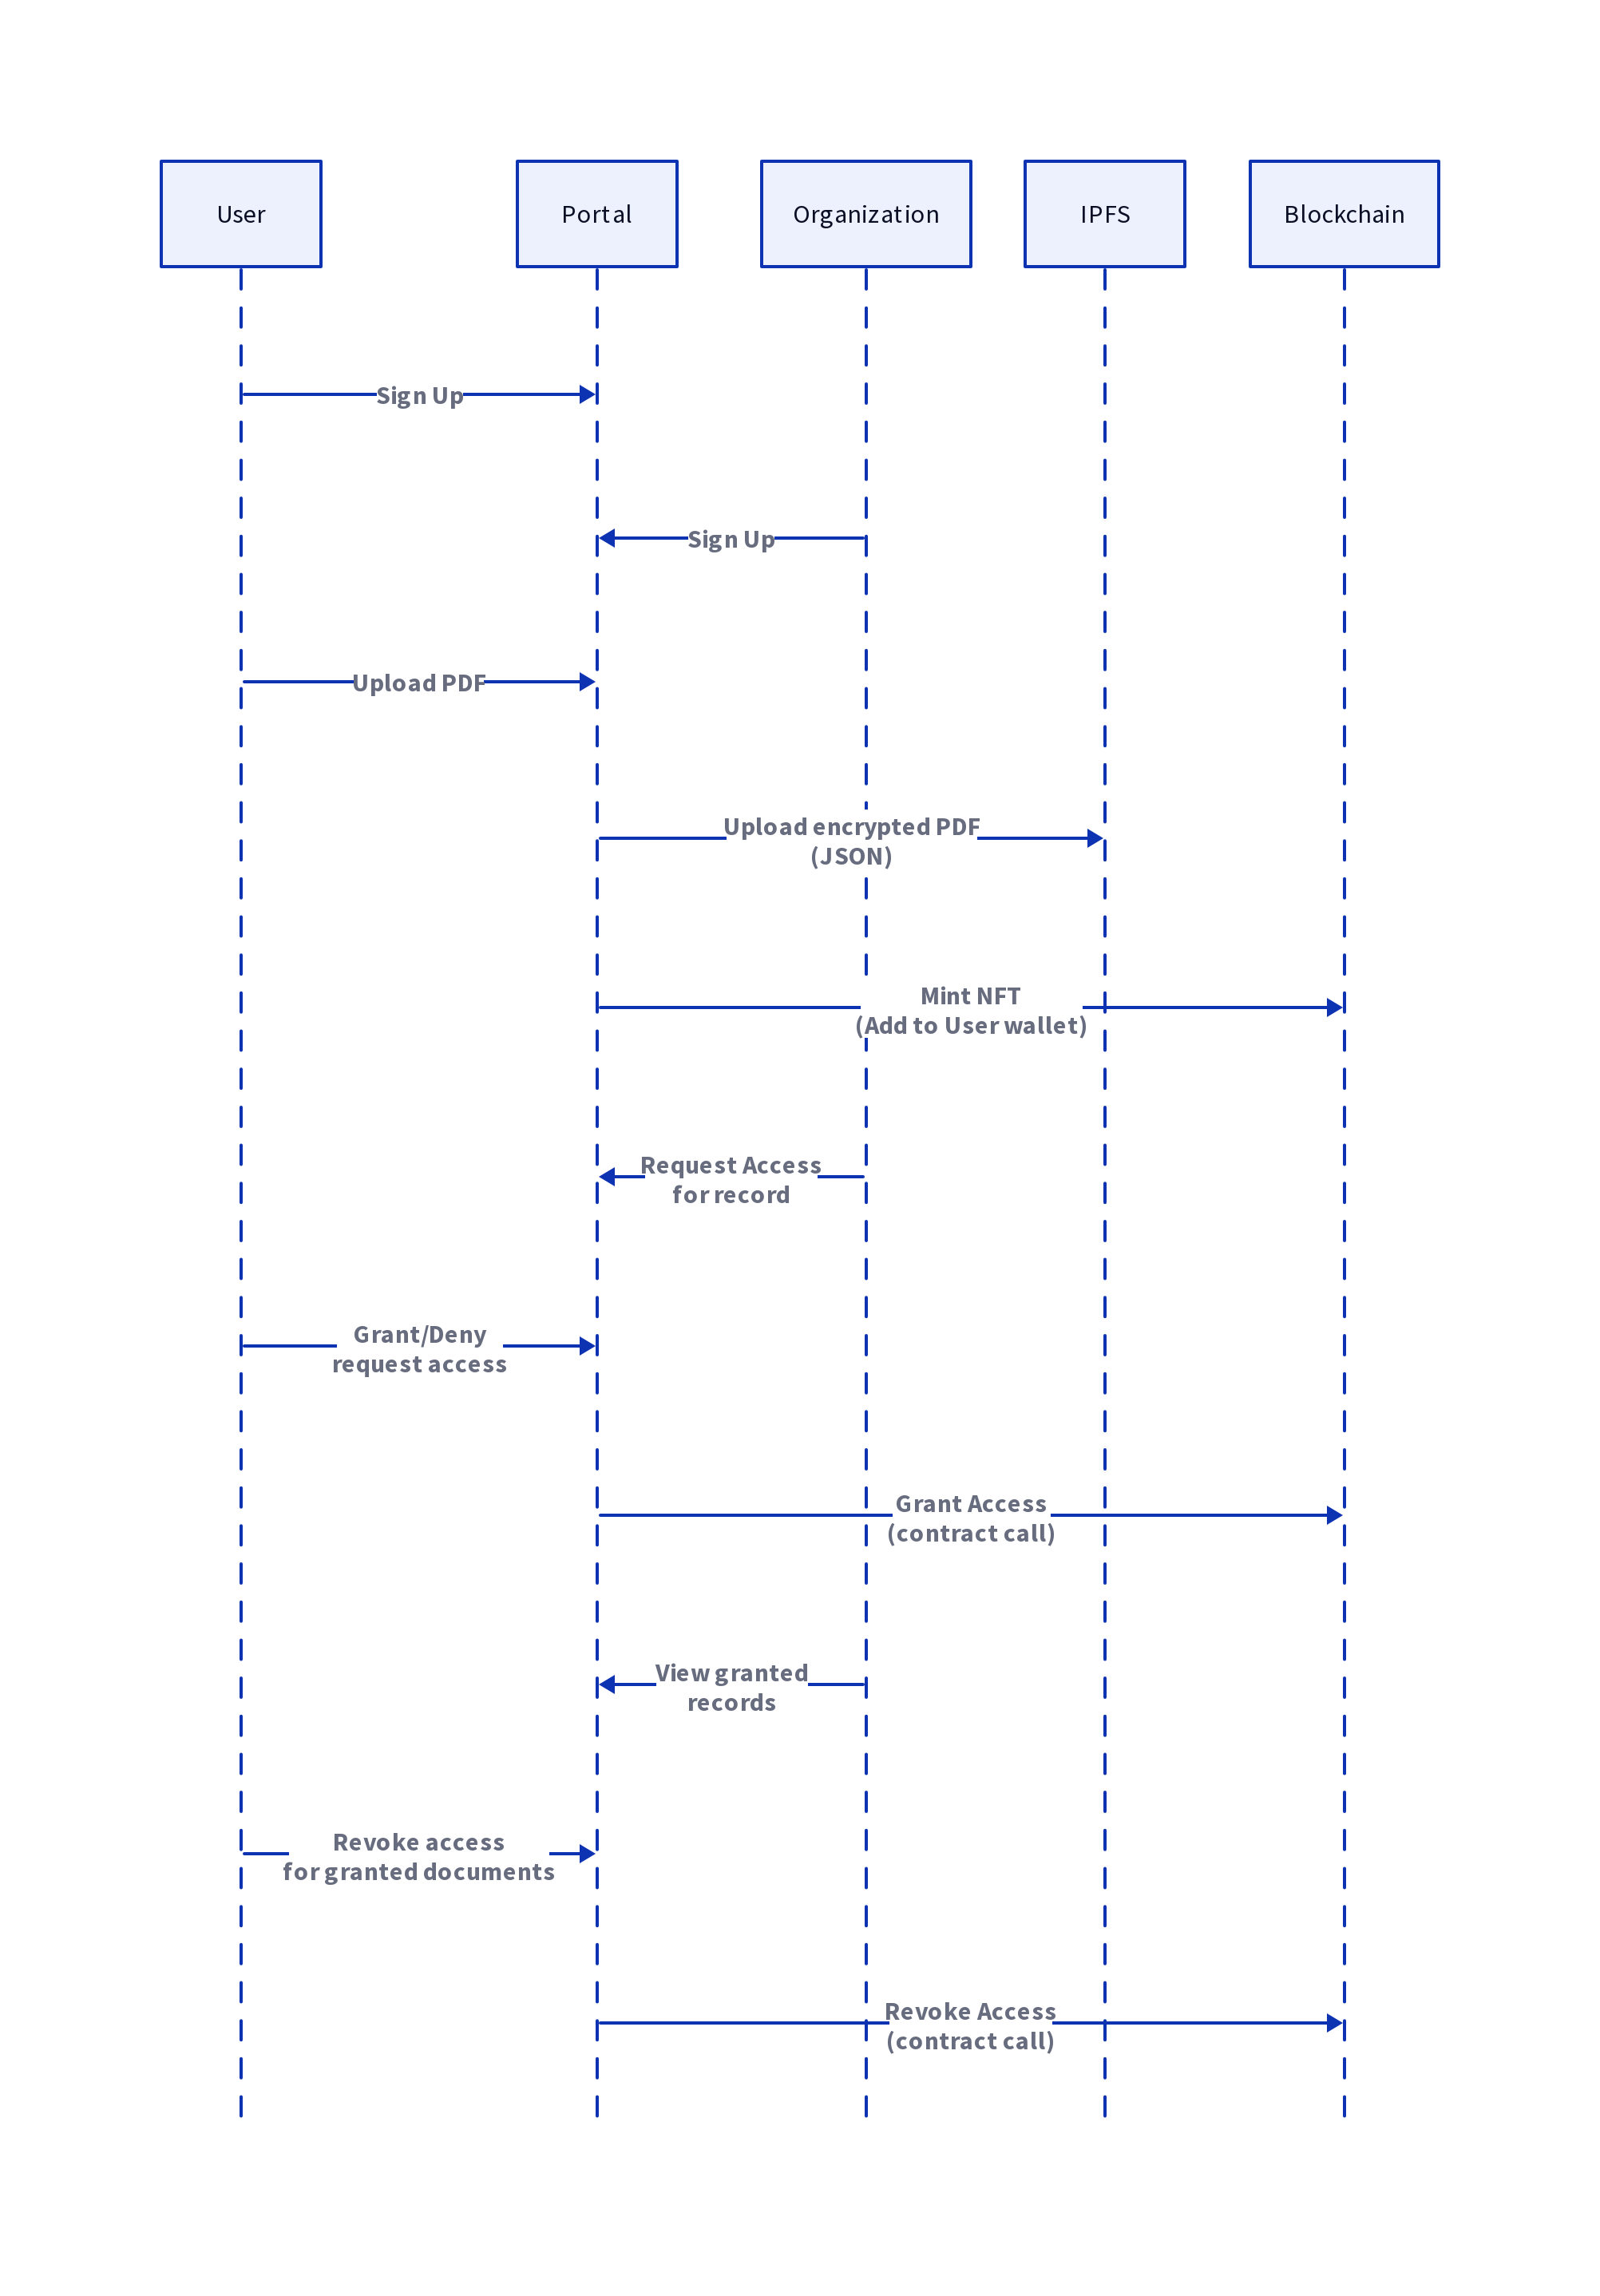 User
Portal
Organization
IPFS
Blockchain
Sign Up
Sign Up
Upload PDF
Upload encrypted PDF
(JSON)
Mint NFT
(Add to User wallet)
Request Access
for record
Grant/Deny
request access
Grant Access
(contract call)
View granted
records
Revoke access
for granted documents
Revoke Access
(contract call)